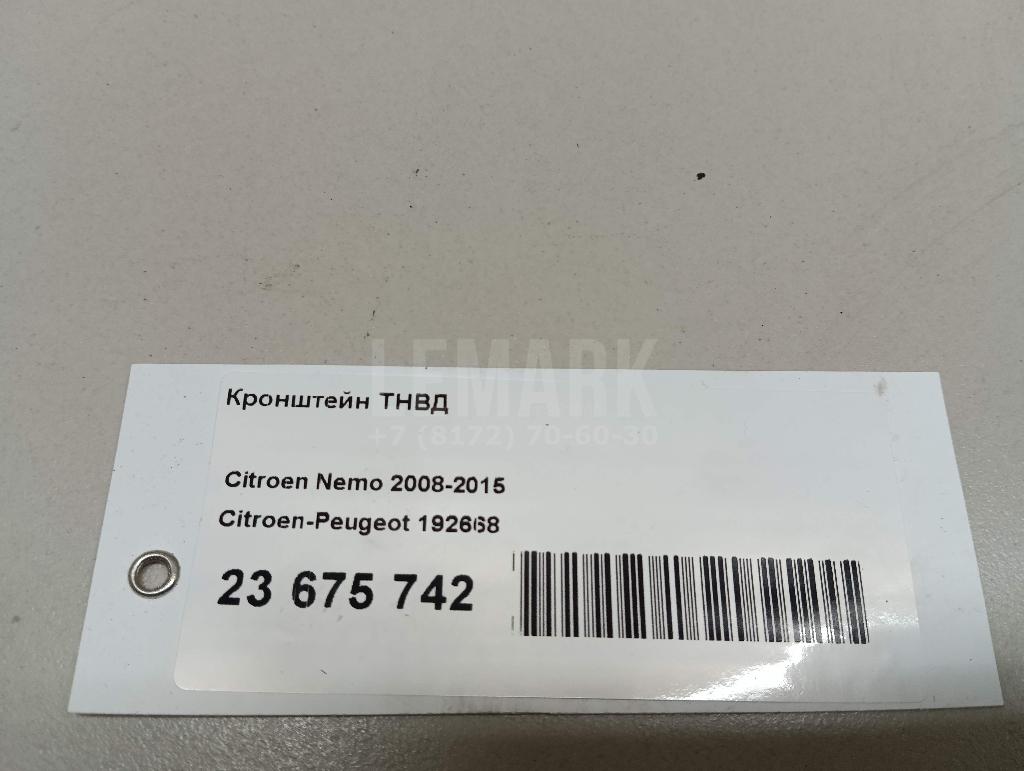 LEMARK
Кронштейн ТНВД
+7 (8172) 70-60-30
Citroen Nemo 2008-2015
Citroen-Peugeot 192668
23 675 742